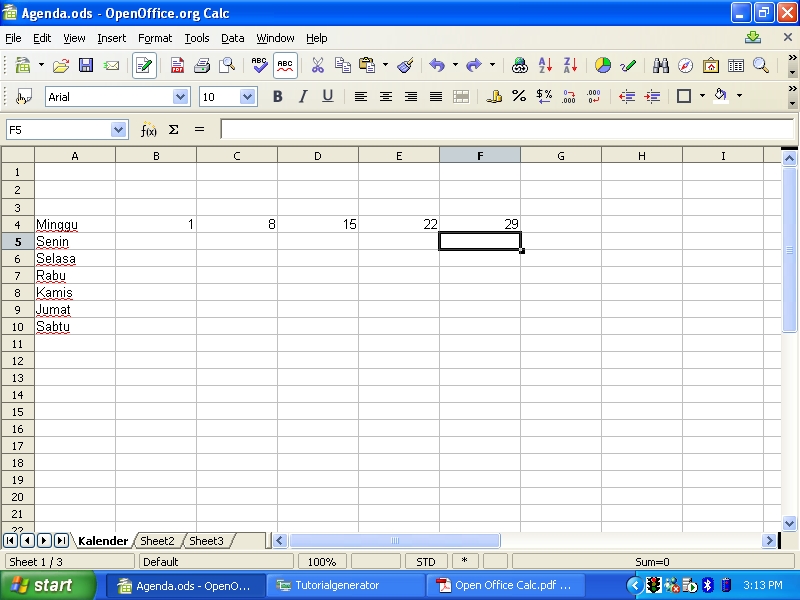 Agenda.ods - OpenOffice.org Calc
File Edit View Insert Format Tools Data Window Help
ABC ABC
Arial 10 B I U
F5 f(x) Σ =
A B C D E F G H I
1
2
3
4 Minggu 1 8 15 22 29
5 Senin
6 Selasa
7 Rabu
8 Kamis
9 Jumat
10 Sabtu
11
12
13
14
15
16
17
18
19
20
21
22
Kalender Sheet2 Sheet3
Sheet 1 / 3 Default 100% STD * Sum=0
start Agenda.ods - OpenO... Tutorialgenerator Open Office Calc.pdf ... 3:13 PM